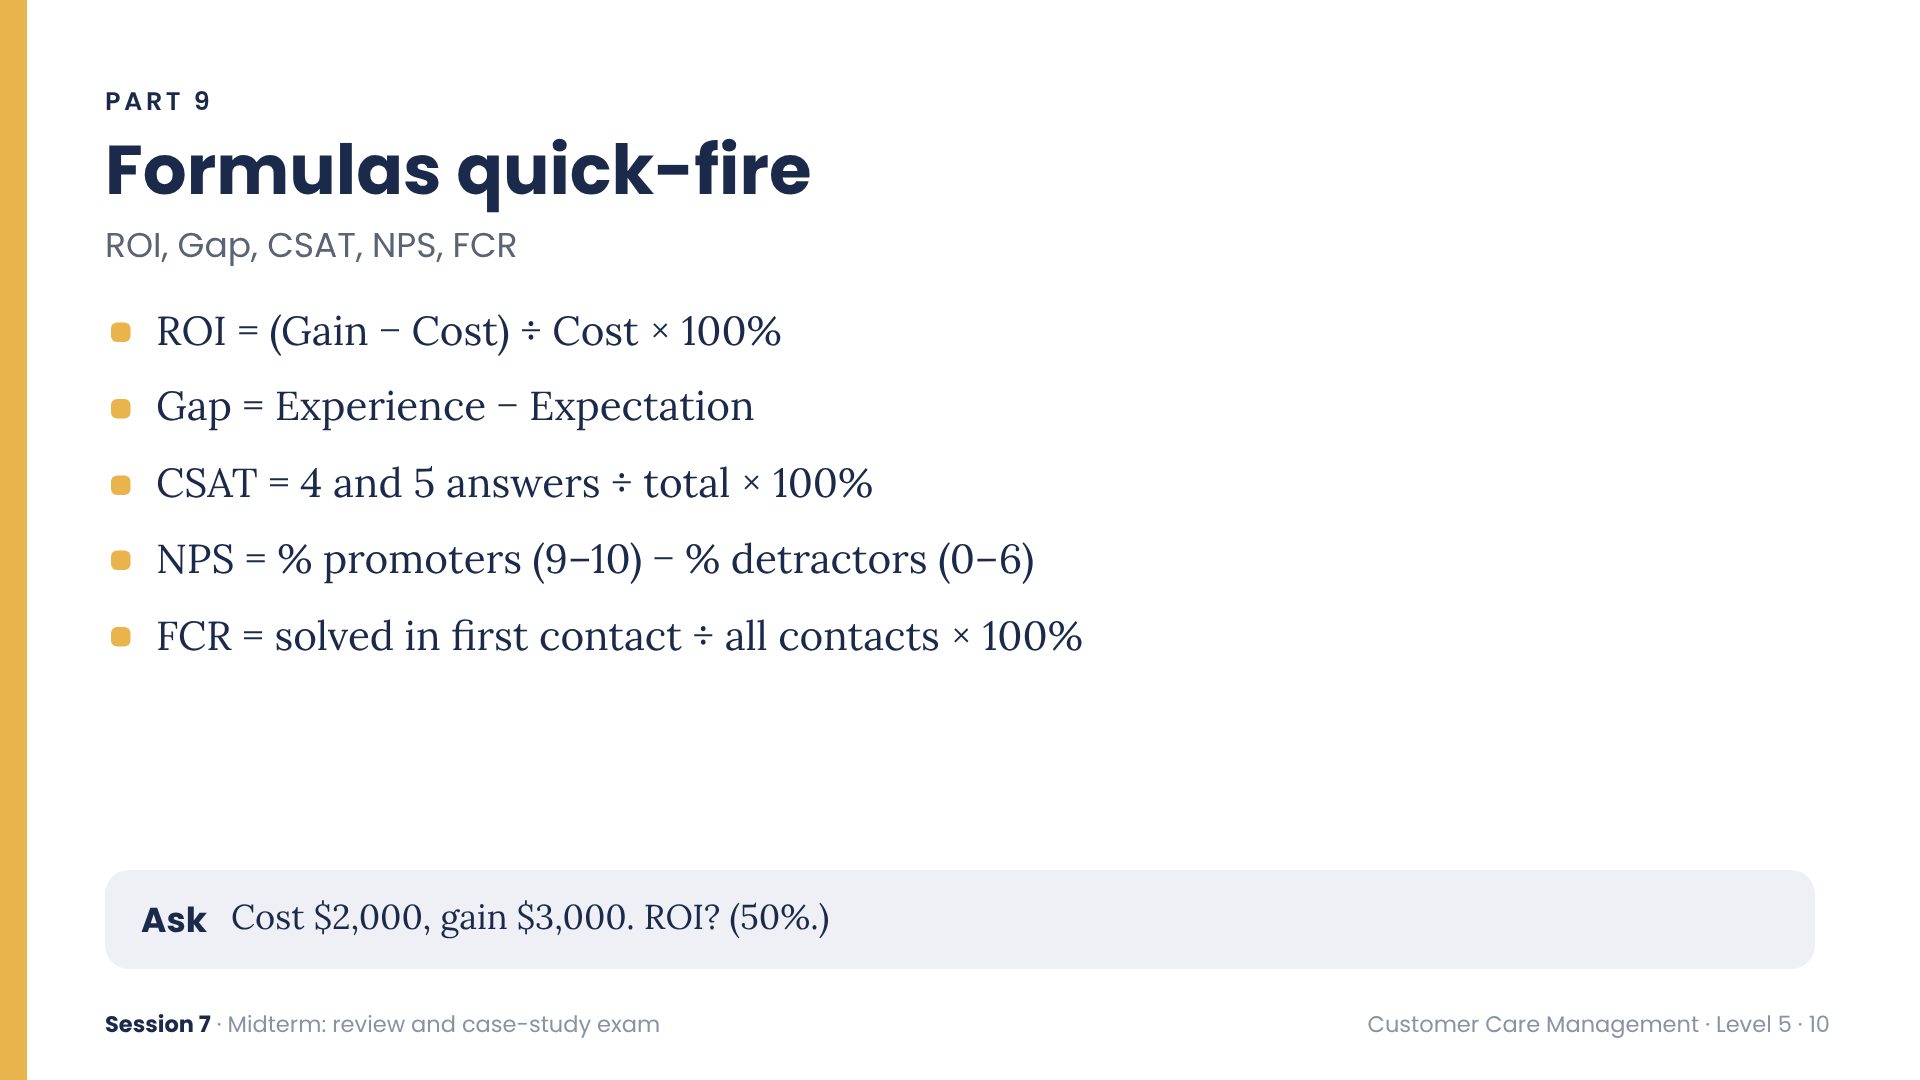 PART 9
Formulas quick-fire
ROI, Gap, CSAT, NPS, FCR
ROI = (Gain − Cost) ÷ Cost × 100%
Gap = Experience − Expectation
CSAT = 4 and 5 answers ÷ total × 100%
NPS = % promoters (9–10) − % detractors (0–6)
FCR = solved in first contact ÷ all contacts × 100%
Ask Cost $2,000, gain $3,000. ROI? (50%.)
Session 7 · Midterm: review and case-study exam
Customer Care Management · Level 5 · 10